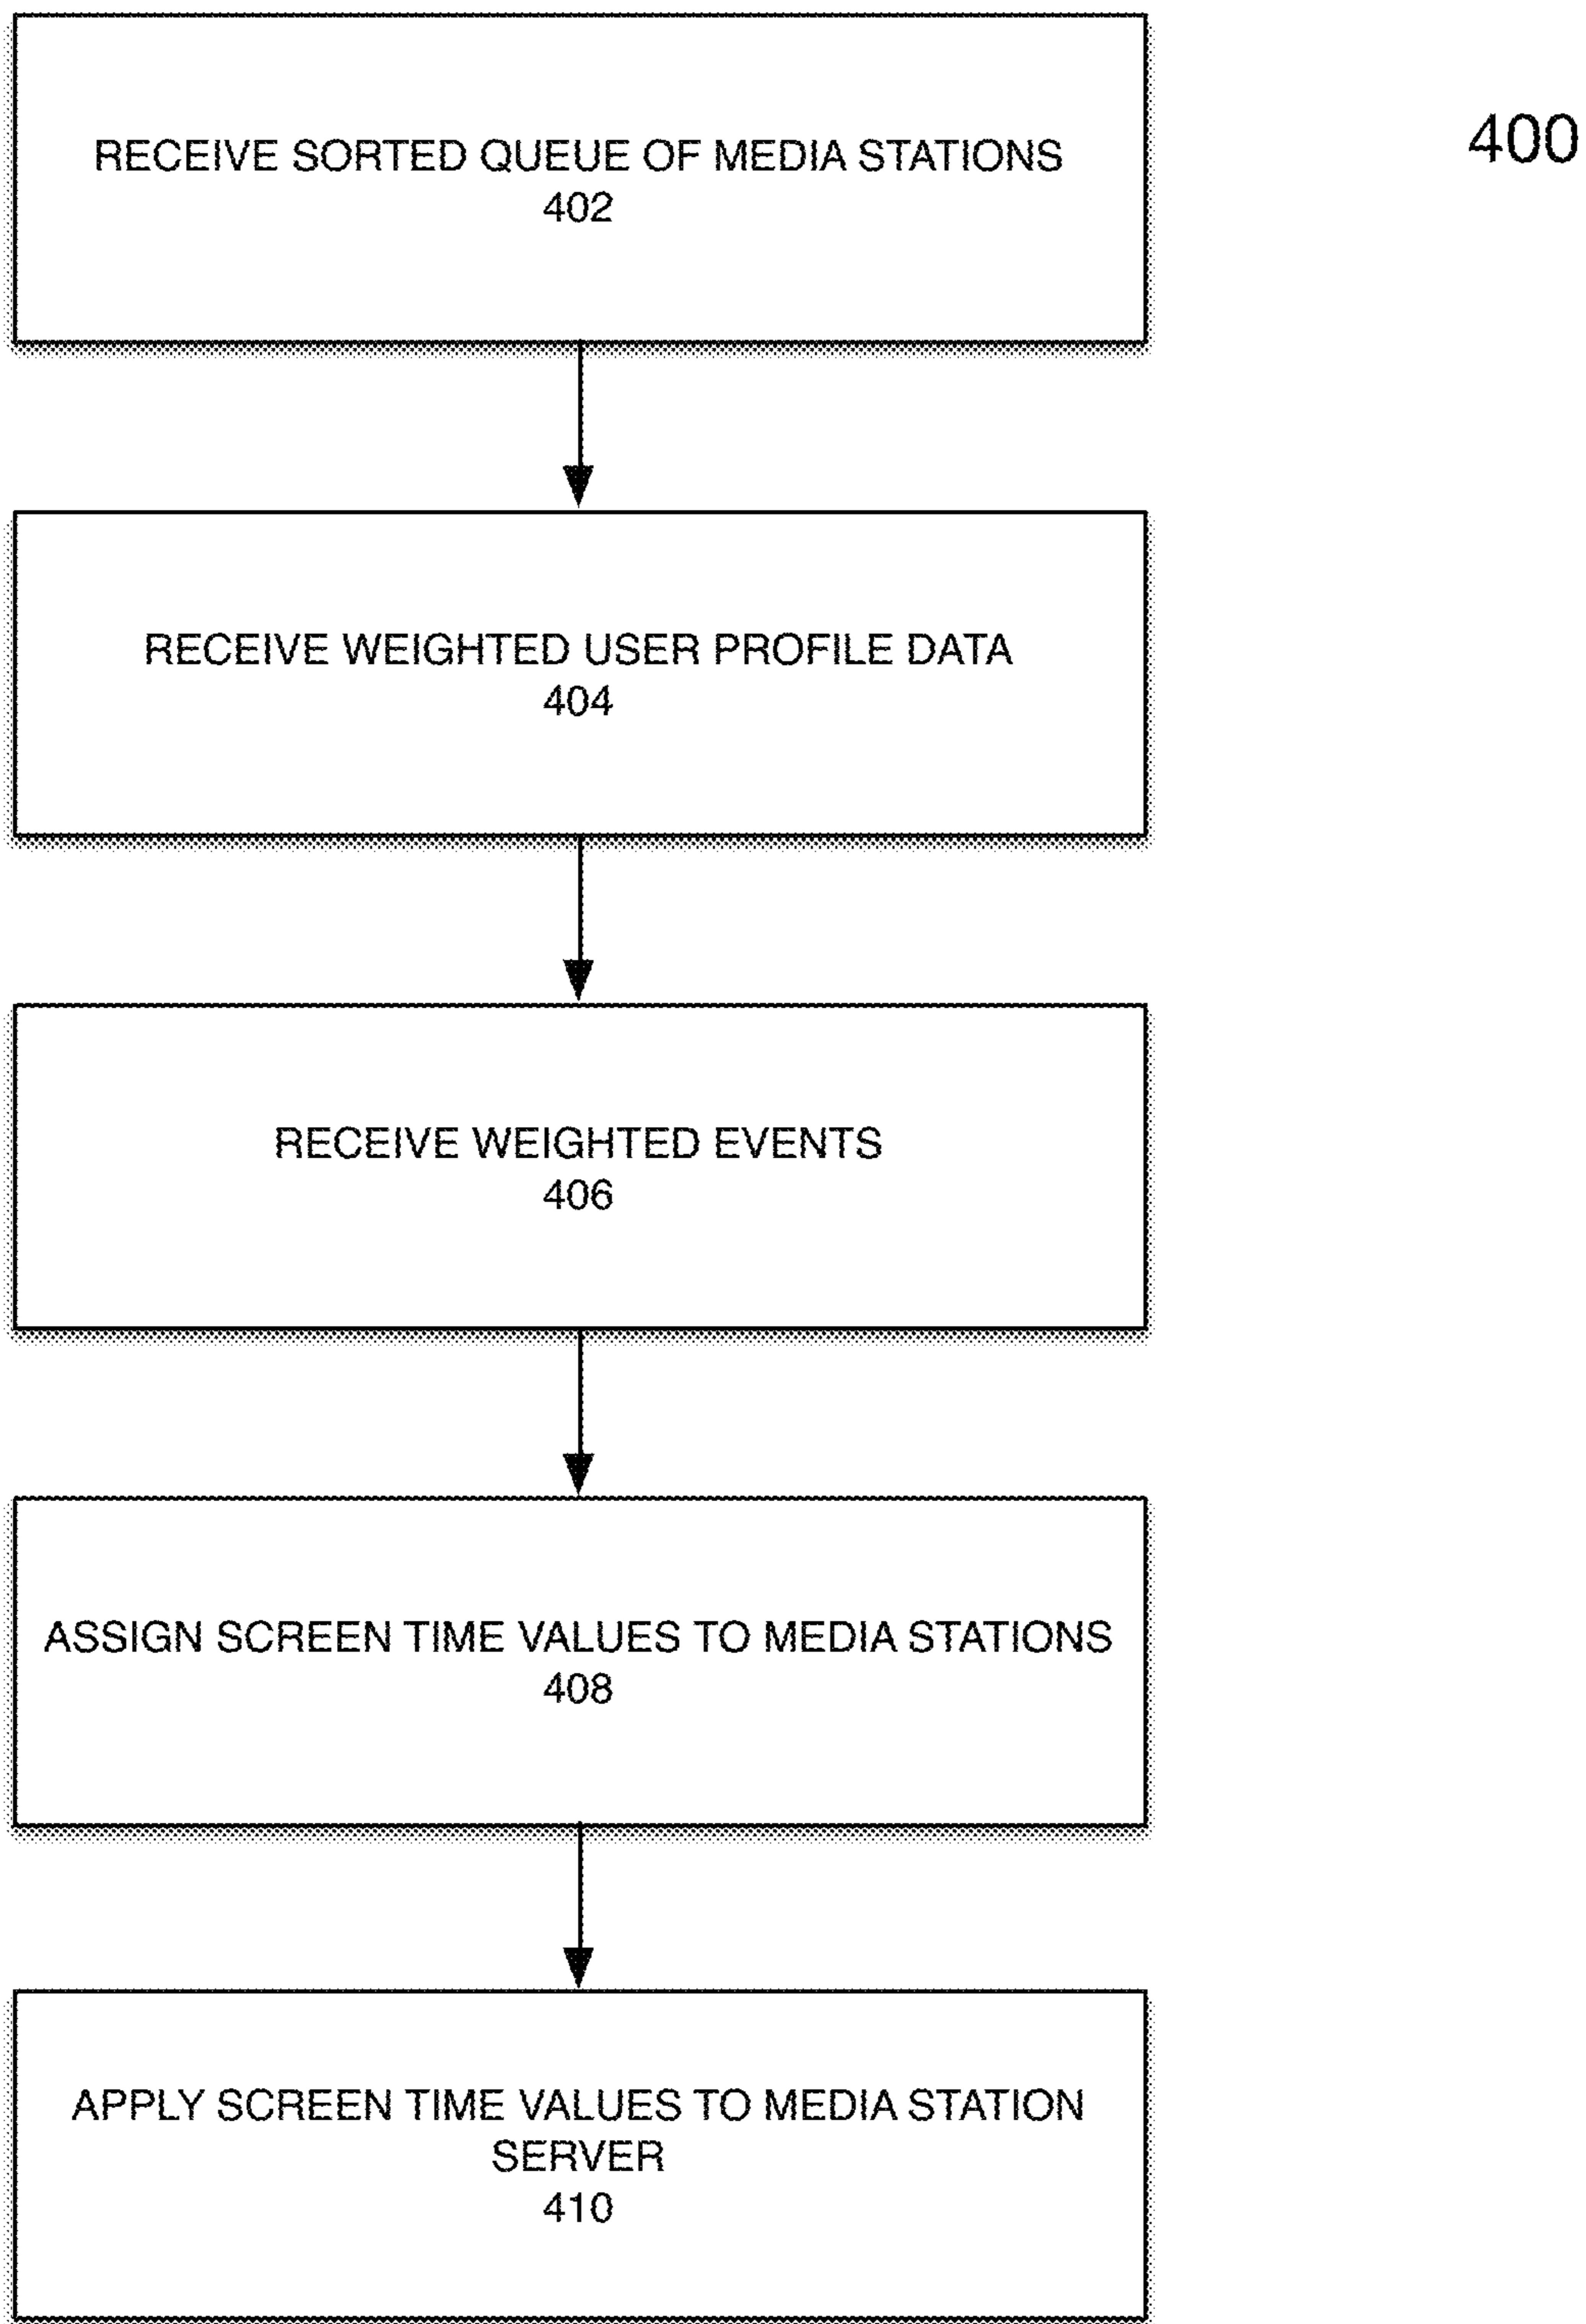 400
RECEIVE SORTED QUEUE OF MEDIA STATIONS
402
RECEIVE WEIGHTED USER PROFILE DATA
404
RECEIVE WEIGHTED EVENTS
406
ASSIGN SCREEN TIME VALUES TO MEDIA STATIONS
408
APPLY SCREEN TIME VALUES TO MEDIA STATION
SERVER
410